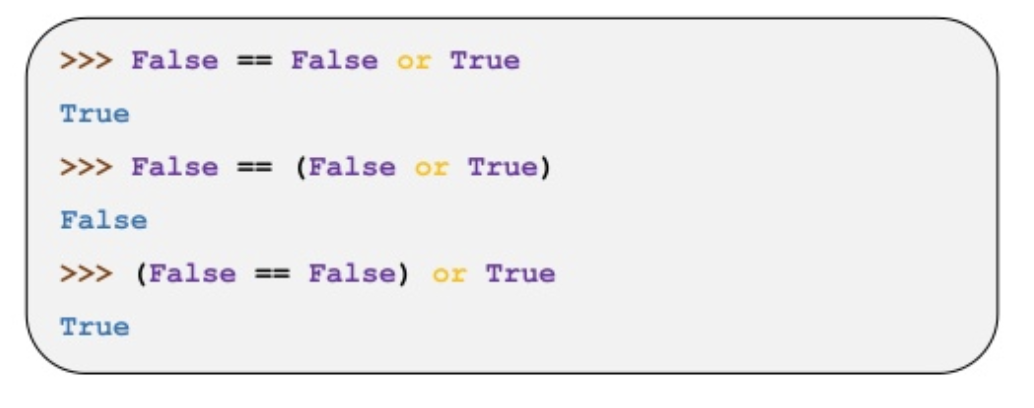 >>> False == False or True
True
>>> False == (False or True)
False
>>> (False == False) or True
True